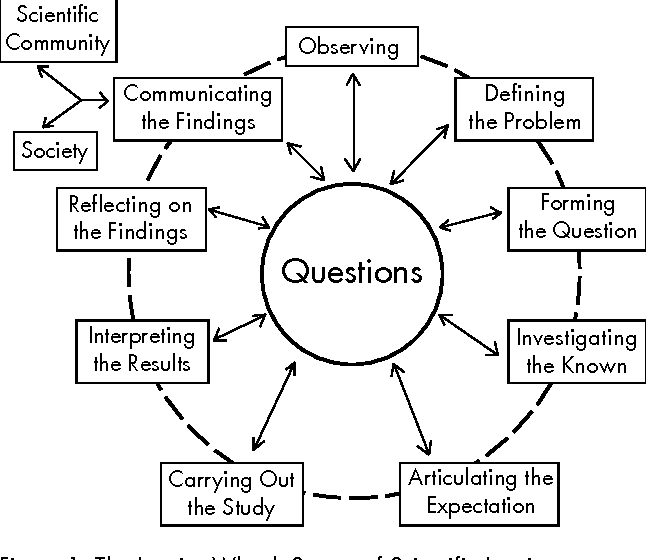 Scientific
Community
Society
Observing
Communicating
the Findings
Defining
the Problem
Reflecting on
the Findings
Forming
the Question
Questions
Interpreting
the Results
Investigating
the Known
Carrying Out
the Study
Articulating the
Expectation